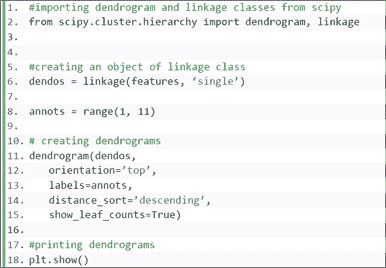 1. #importing dendrogram and linkage classes from scipy
2. from scipy.cluster.hierarchy import dendrogram, linkage
3.
4.
5. #creating an object of linkage class
6. dendos = linkage(features, ‘single’)
7.
8. annots = range(1, 11)
9.
10. # creating dendrograms
11. dendrogram(dendos,
12. orientation=’top’,
13. labels=annots,
14. distance_sort=’descending’,
15. show_leaf_counts=True)
16.
17. #printing dendrograms
18. plt.show()